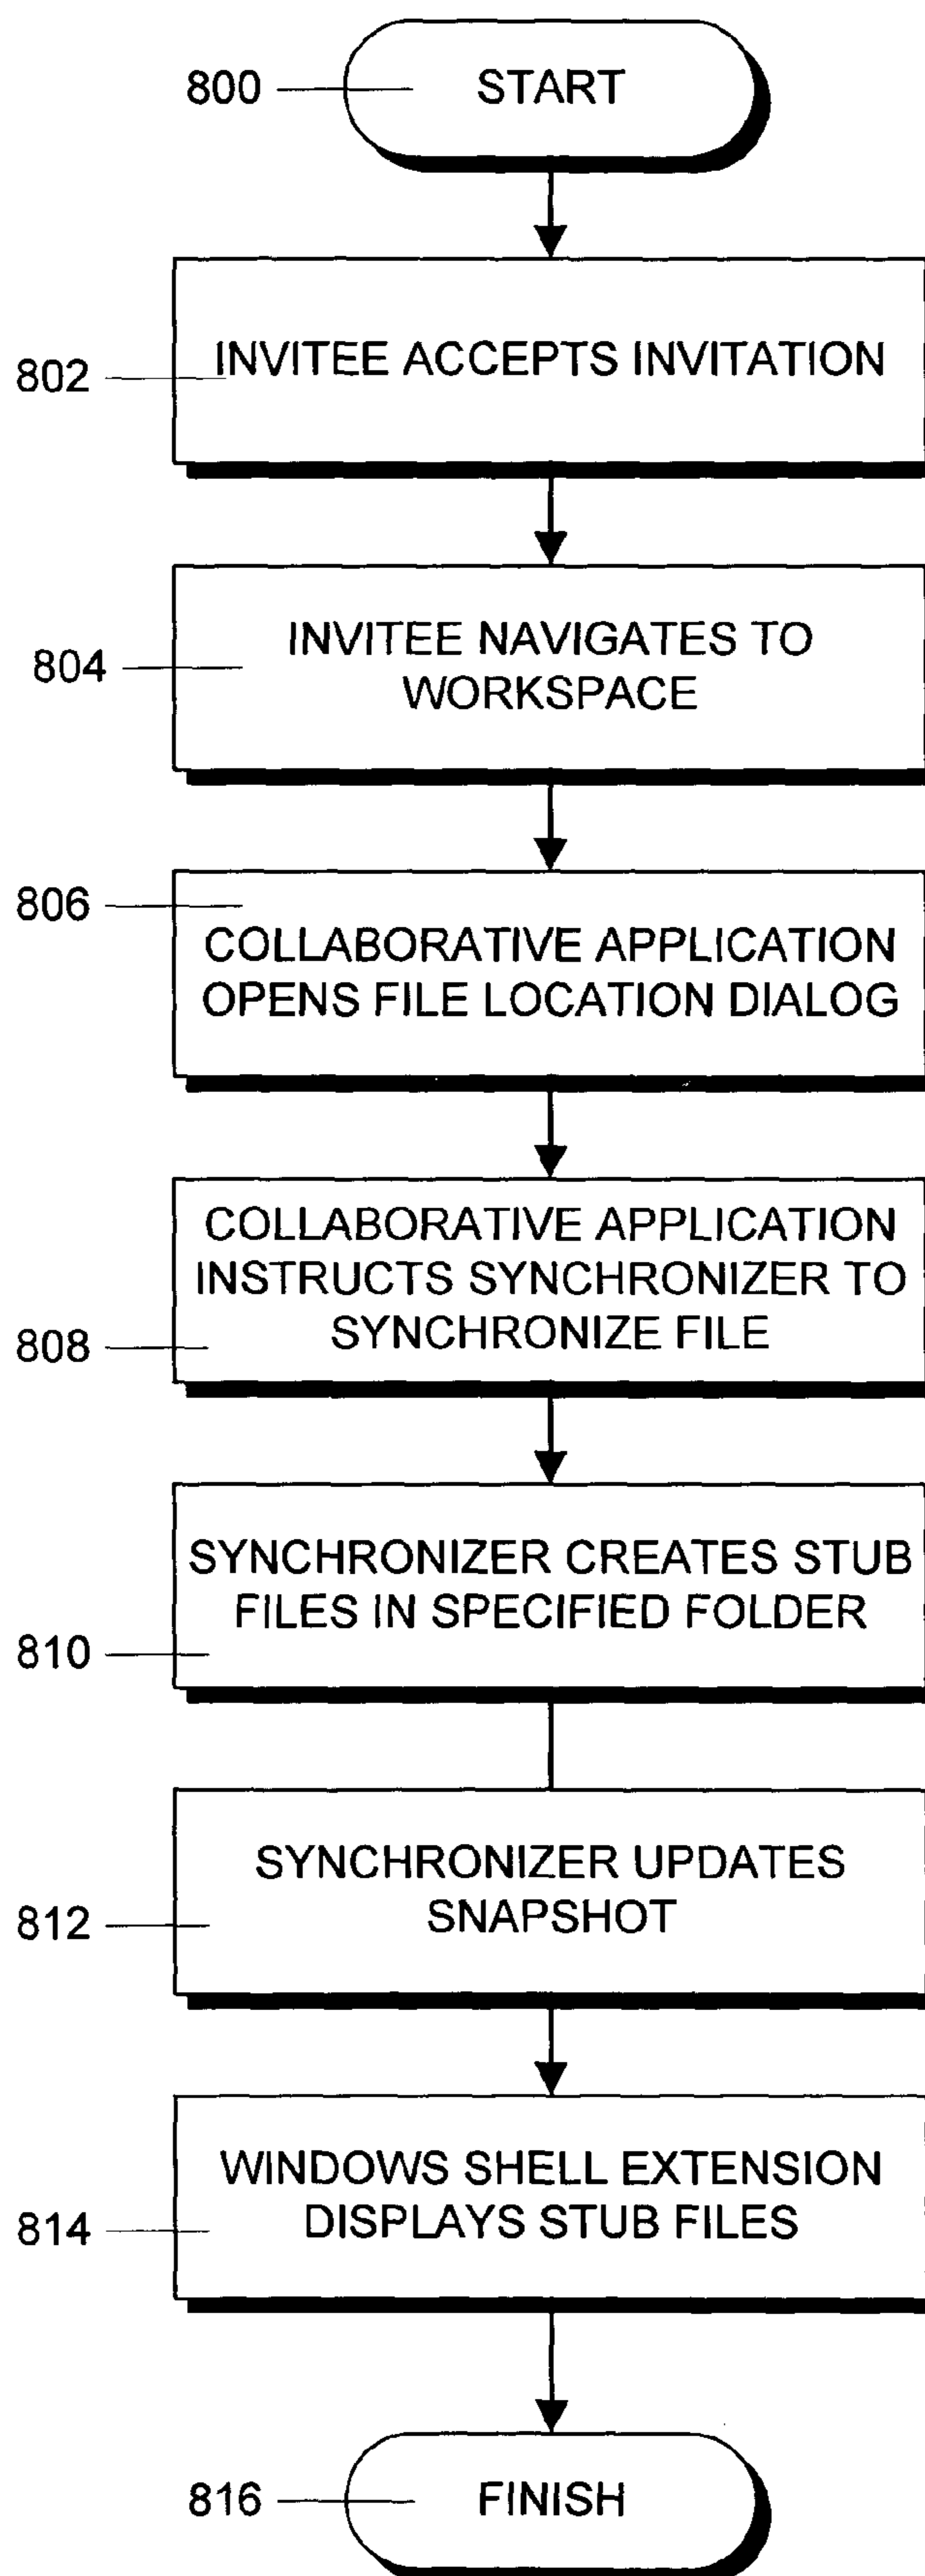 800
START
802
INVITEE ACCEPTS INVITATION
804
INVITEE NAVIGATES TO
WORKSPACE
806
COLLABORATIVE APPLICATION
OPENS FILE LOCATION DIALOG
COLLABORATIVE APPLICATION
INSTRUCTS SYNCHRONIZER TO
SYNCHRONIZE FILE
808
SYNCHRONIZER CREATES STUB
FILES IN SPECIFIED FOLDER
810
SYNCHRONIZER UPDATES
SNAPSHOT
812
WINDOWS SHELL EXTENSION
DISPLAYS STUB FILES
814
816
FINISH